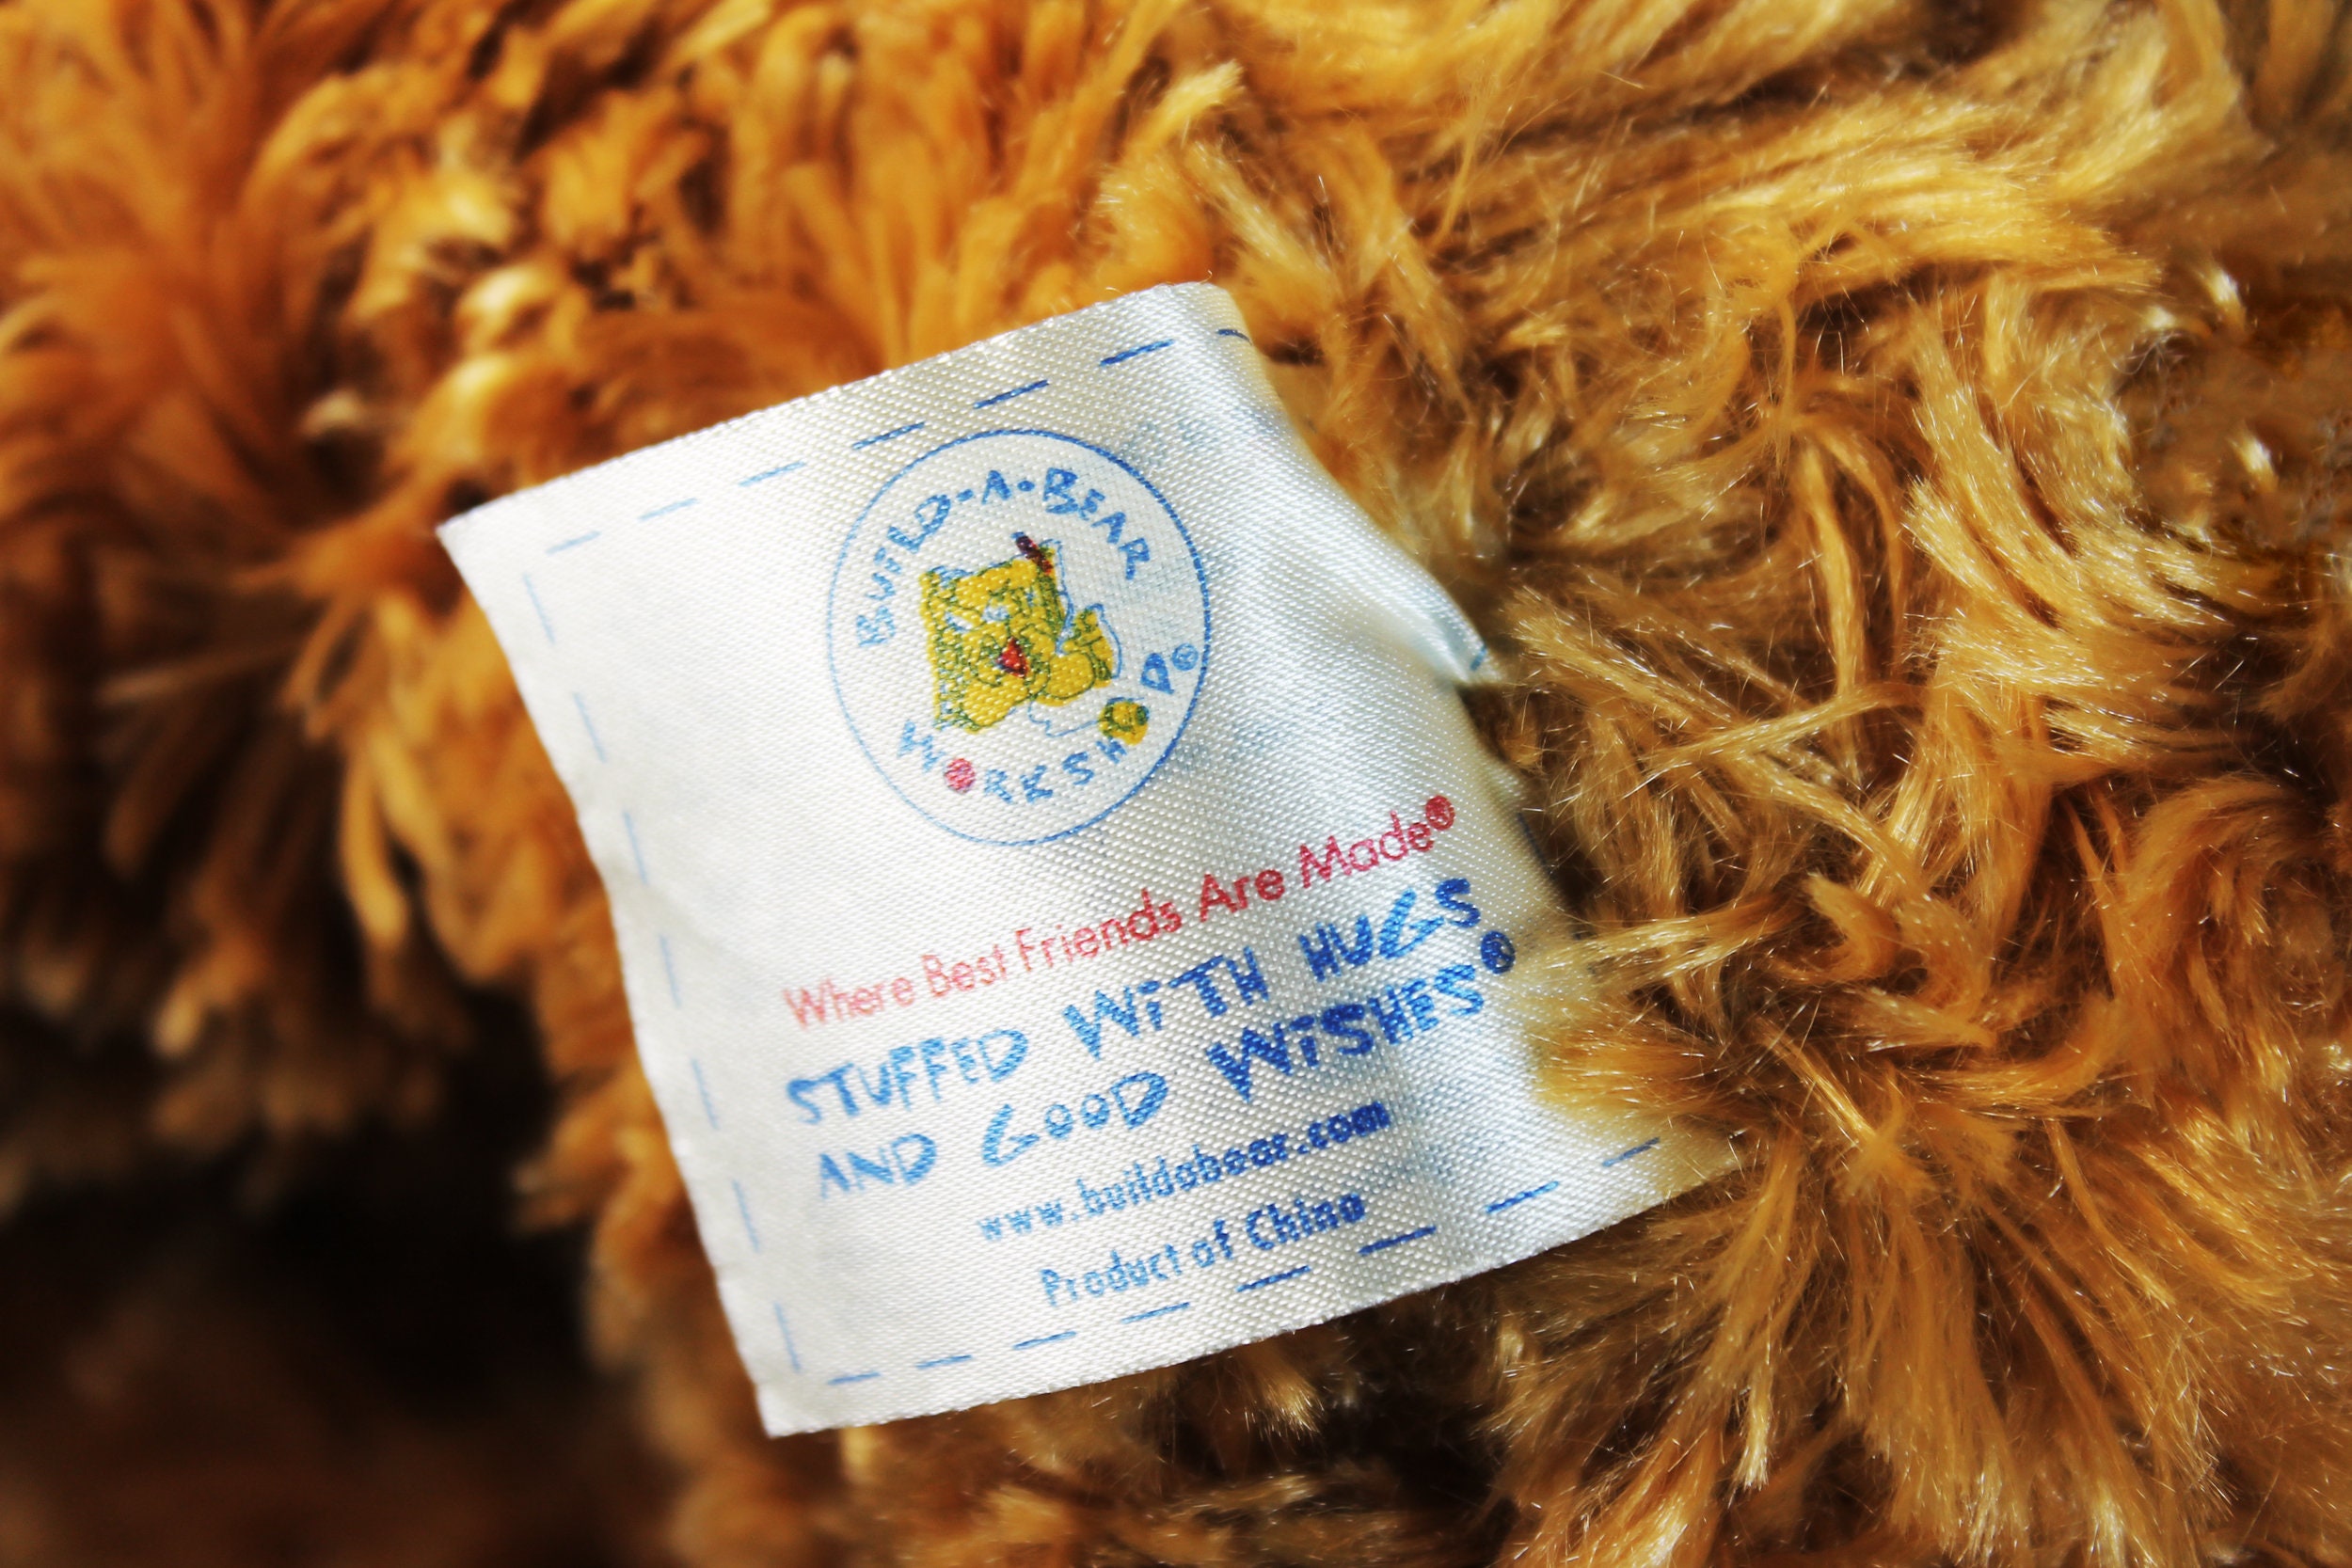 BUILD-A-BEAR
WORKSHOP®
Where Best Friends Are Made®
STUFFED WITH HUGS
AND GOOD WISHES®
www.buildabear.com
Product of China